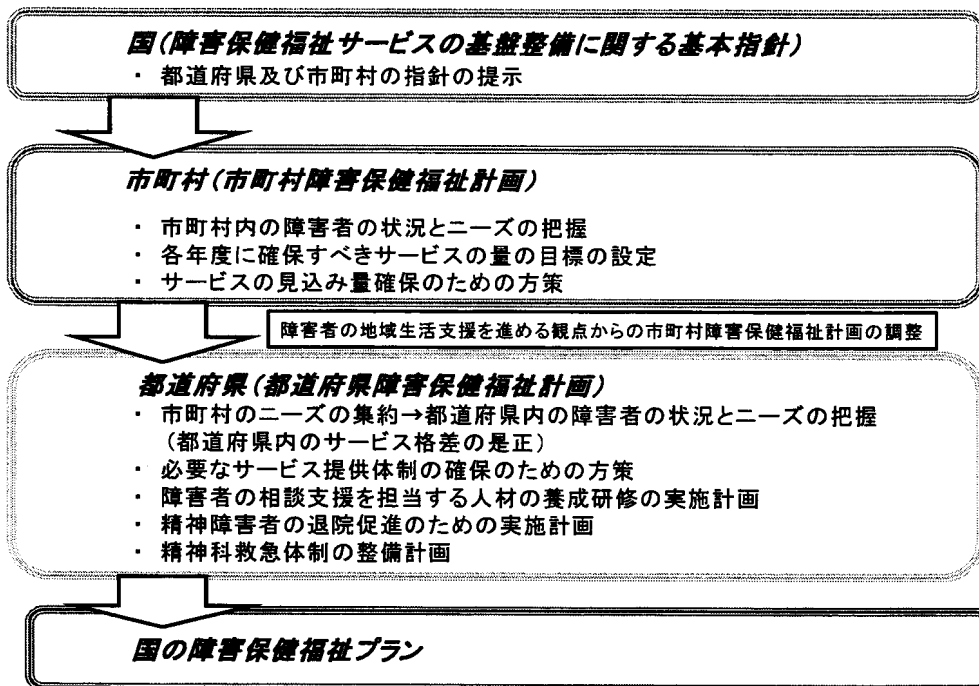 国(障害保健福祉サービスの基盤整備に関する基本指針)
・ 都道府県及び市町村の指針の提示
市町村(市町村障害保健福祉計画)
・ 市町村内の障害者の状況とニーズの把握
・ 各年度に確保すべきサービスの量の目標の設定
・ サービスの見込み量確保のための方策
障害者の地域生活支援を進める観点からの市町村障害保健福祉計画の調整
都道府県(都道府県障害保健福祉計画)
・ 市町村のニーズの集約→都道府県内の障害者の状況とニーズの把握
(都道府県内のサービス格差の是正)
・ 必要なサービス提供体制の確保のための方策
・ 障害者の相談支援を担当する人材の養成研修の実施計画
・ 精神障害者の退院促進のための実施計画
・ 精神科救急体制の整備計画
国の障害保健福祉プラン